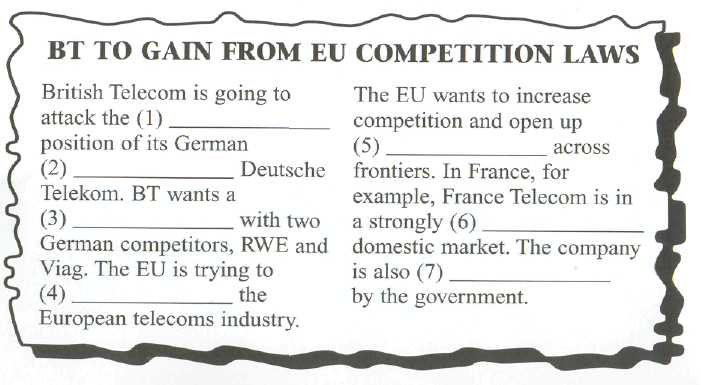 BT TO GAIN FROM EU COMPETITION LAWS
British Telecom is going to
attack the (1) ______________
position of its German
(2) ______________ Deutsche
Telekom. BT wants a
(3) ______________ with two
German competitors, RWE and
Viag. The EU is trying to
(4) ______________ the
European telecoms industry.
The EU wants to increase
competition and open up
(5) ______________ across
frontiers. In France, for
example, France Telecom is in
a strongly (6) ______________
domestic market. The company
is also (7) ______________
by the government.